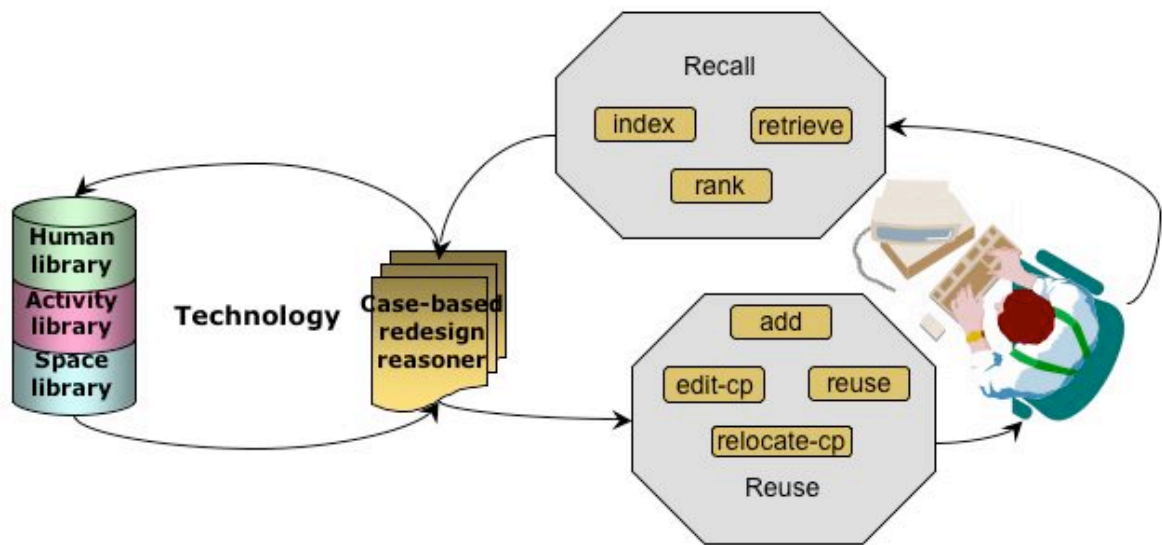 Recall
index
retrieve
rank
Human
library
Activity
library
Space
library
Technology
Case-based
redesign
reasoner
add
edit-cp
reuse
relocate-cp
Reuse